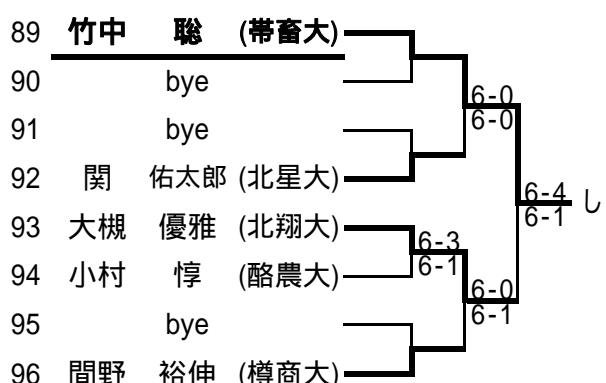 89 竹中 聡 (帯畜大)
90 bye
6-0
91 bye
6-0
92 関 佑太郎 (北星大)
6-4 し
6-1
93 大槻 優雅 (北翔大)
6-3
94 小村 惇 (酪農大)
6-1
6-0
95 bye
6-1
96 間野 裕伸 (樽商大)